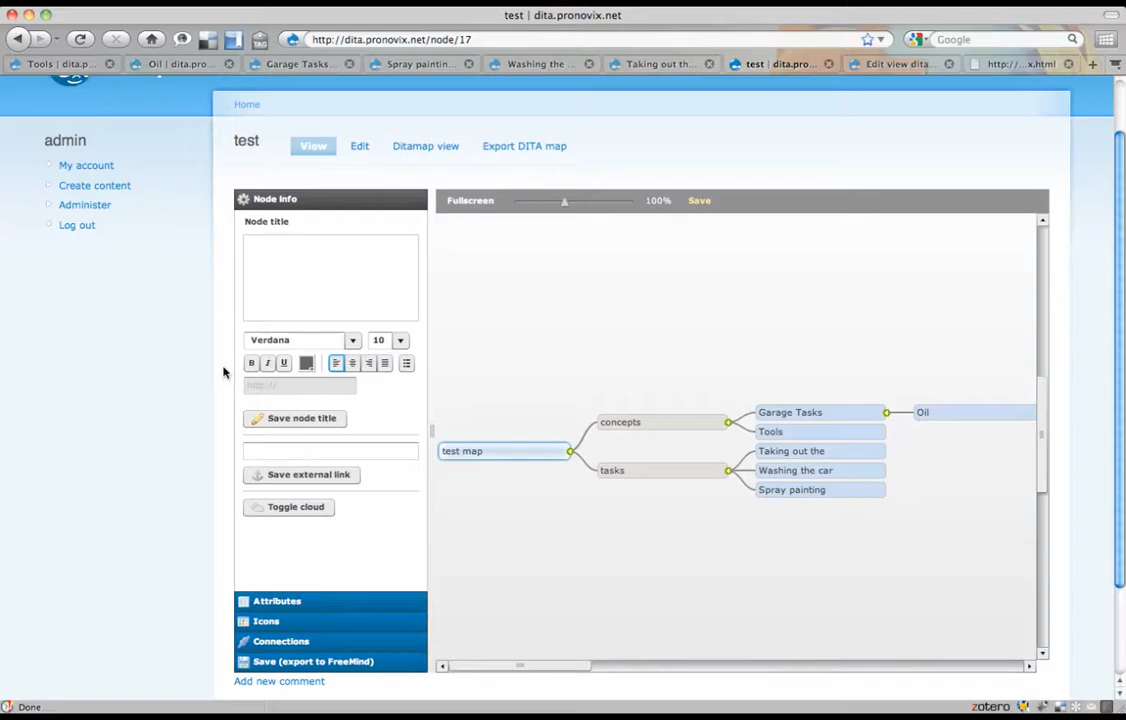 test | dita.pronovix.net
http://dita.pronovix.net/node/17
Google
TAG
Tools | dita.p...
Oil | dita.pro...
Garage Tasks...
Spray paintin...
Washing the ...
Taking out th...
test | dita.pro...
Edit view dita...
http://...x.html
Home
admin
My account
Create content
Administer
Log out
test
View
Edit
Ditamap view
Export DITA map
Node info
Node title
Verdana
10
B I U
http://
Save node title
Save external link
Toggle cloud
Attributes
Icons
Connections
Save (export to FreeMind)
Add new comment
Fullscreen
100%
Save
test map
concepts
tasks
Garage Tasks
Oil
Tools
Taking out the
Washing the car
Spray painting
Done
zotero